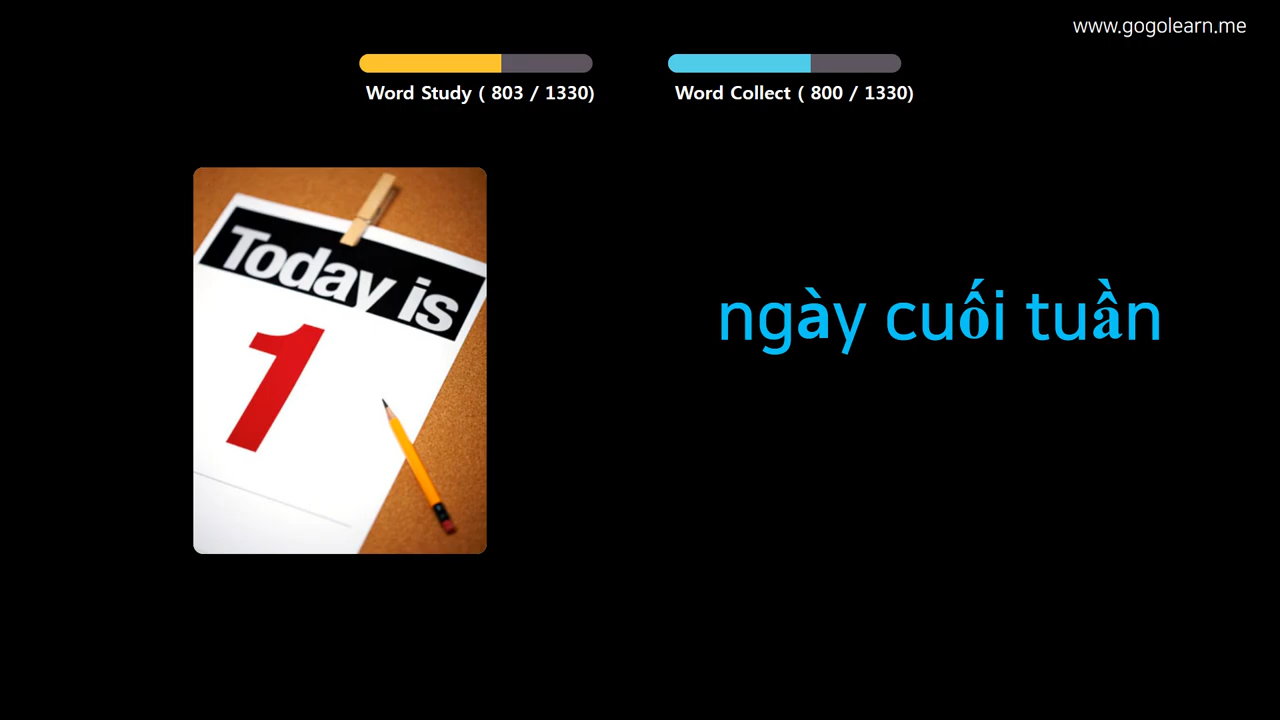 www.gogolearn.me
Word Study ( 803 / 1330)
Word Collect ( 800 / 1330)
Today is
1
ngày cuối tuần